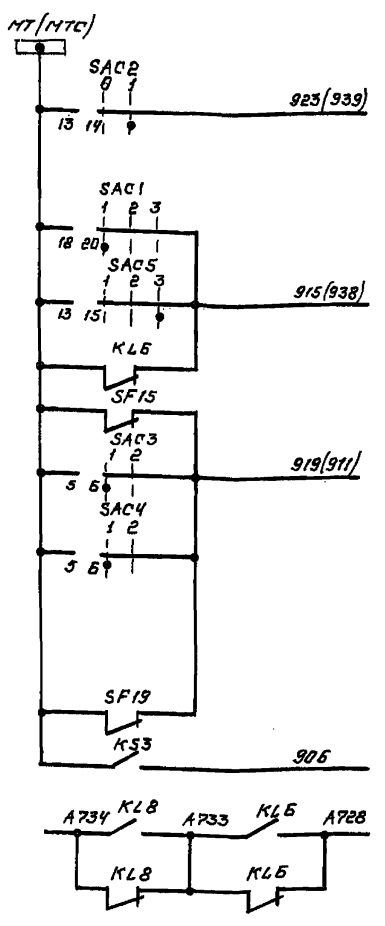 МТ(МТС)
SAC2
0 1
923(939)
13 14
SAC1
1 2 3
18 20
SAC5
1 2 3
915(938)
13 15
KL6
SF15
SAC3
1 2
919(911)
5 6
SAC4
1 2
5 6
SF19
KS3
906
A734 KL8 A733 KL6 A728
KL8 KL6